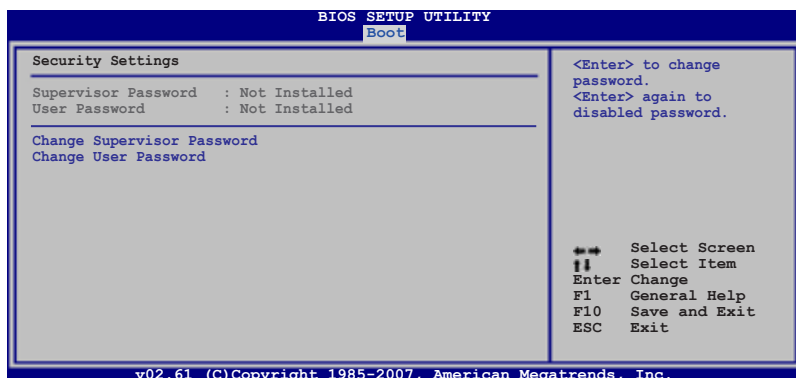 BIOS SETUP UTILITY
Boot
Security Settings
Supervisor Password : Not Installed
User Password : Not Installed
Change Supervisor Password
Change User Password
<Enter> to change
password.
<Enter> again to
disabled password.
Select Screen
Select Item
Enter Change
F1 General Help
F10 Save and Exit
ESC Exit
v02.61 (C)Copyright 1985-2007, American Megatrends, Inc.